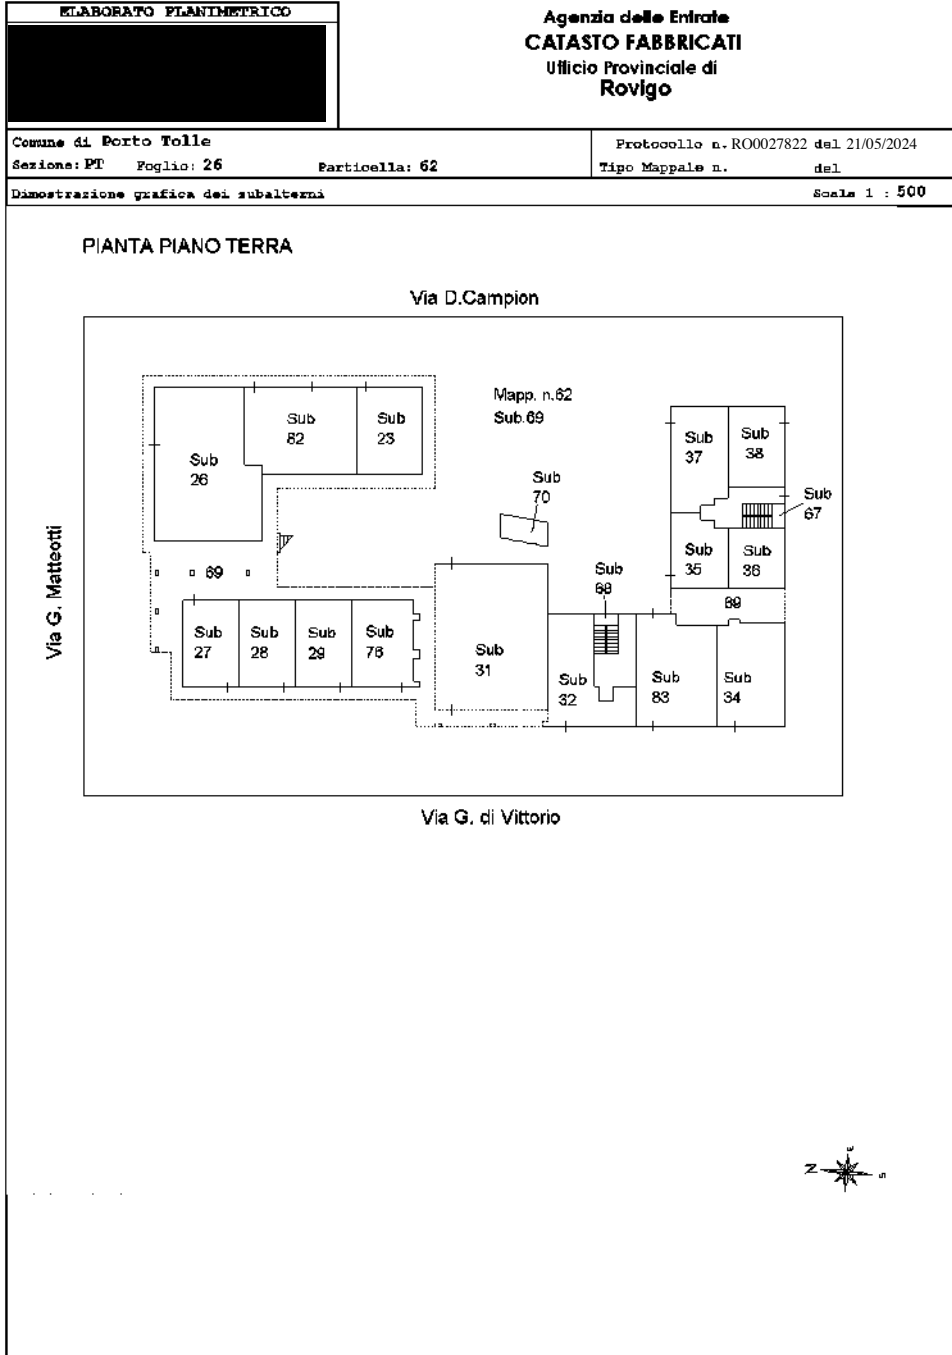 ELABORATO PLANIMETRICO
Agenzia delle Entrate
CATASTO FABBRICATI
Ufficio Provinciale di
Rovigo
Comune di Porto Tolle
Protocollo n. RO0027822 del 21/05/2024
Sezione: PT Foglio: 26 Particella: 62
Tipo Mappale n. del
Dimostrazione grafica dei subalterni
Scala 1 : 500
PIANTA PIANO TERRA
Via D.Campion
Mapp. n.62
Sub.69
Sub
82
Sub
23
Sub
26
Sub
37
Sub
38
Sub
70
Sub
67
Via G. Matteotti
Sub
35
Sub
36
69
Sub
68
69
Sub
27
Sub
28
Sub
29
Sub
76
Sub
31
Sub
32
Sub
83
Sub
34
Via G. di Vittorio
N
E
S